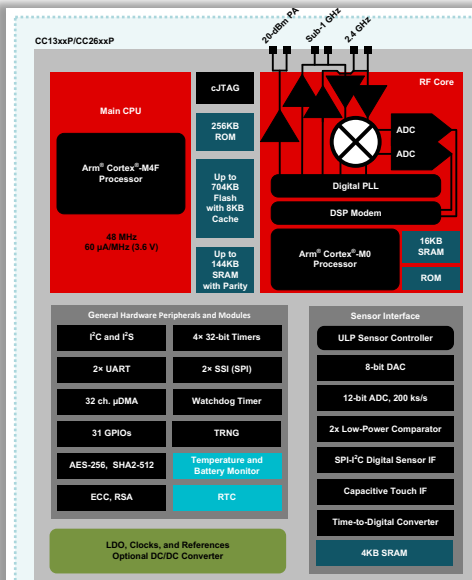 20-dBm PA
Sub-1 GHz
2.4 GHz
CC13xxP/CC26xxP
Main CPU
Arm® Cortex®-M4F
Processor
48 MHz
60 µA/MHz (3.6 V)
cJTAG
256KB
ROM
Up to
704KB
Flash
with 8KB
Cache
Up to
144KB
SRAM
with Parity
RF Core
ADC
ADC
Digital PLL
DSP Modem
Arm® Cortex®-M0
Processor
16KB
SRAM
ROM
General Hardware Peripherals and Modules
I²C and I²S
4× 32-bit Timers
2× UART
2× SSI (SPI)
32 ch. µDMA
Watchdog Timer
31 GPIOs
TRNG
AES-256, SHA2-512
Temperature and
Battery Monitor
ECC, RSA
RTC
LDO, Clocks, and References
Optional DC/DC Converter
Sensor Interface
ULP Sensor Controller
8-bit DAC
12-bit ADC, 200 ks/s
2x Low-Power Comparator
SPI-I²C Digital Sensor IF
Capacitive Touch IF
Time-to-Digital Converter
4KB SRAM